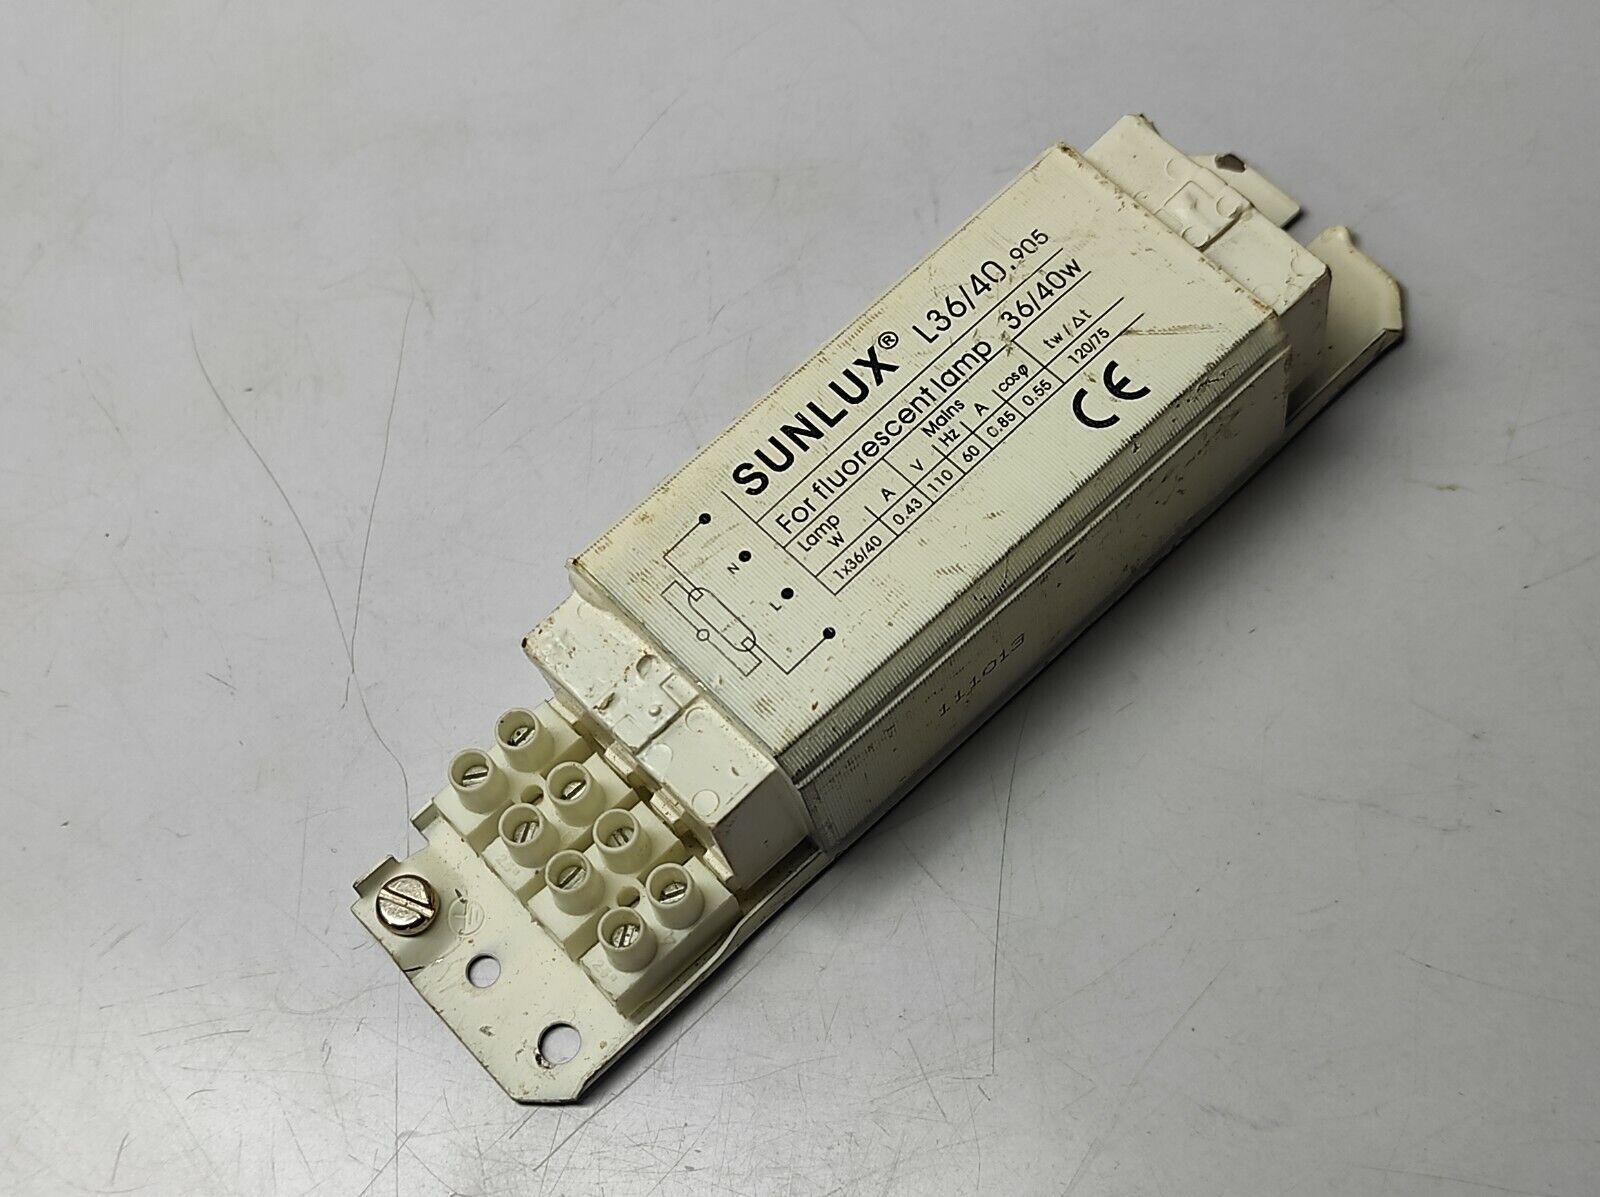 SUNLUX® L36/40.905
For fluorescent lamp 36/40w
Lamp Mains cosφ tw/Δt
W A V Hz A
1x36/40 0.43 110 60 0.85 0.55 120/75
CE
N
L